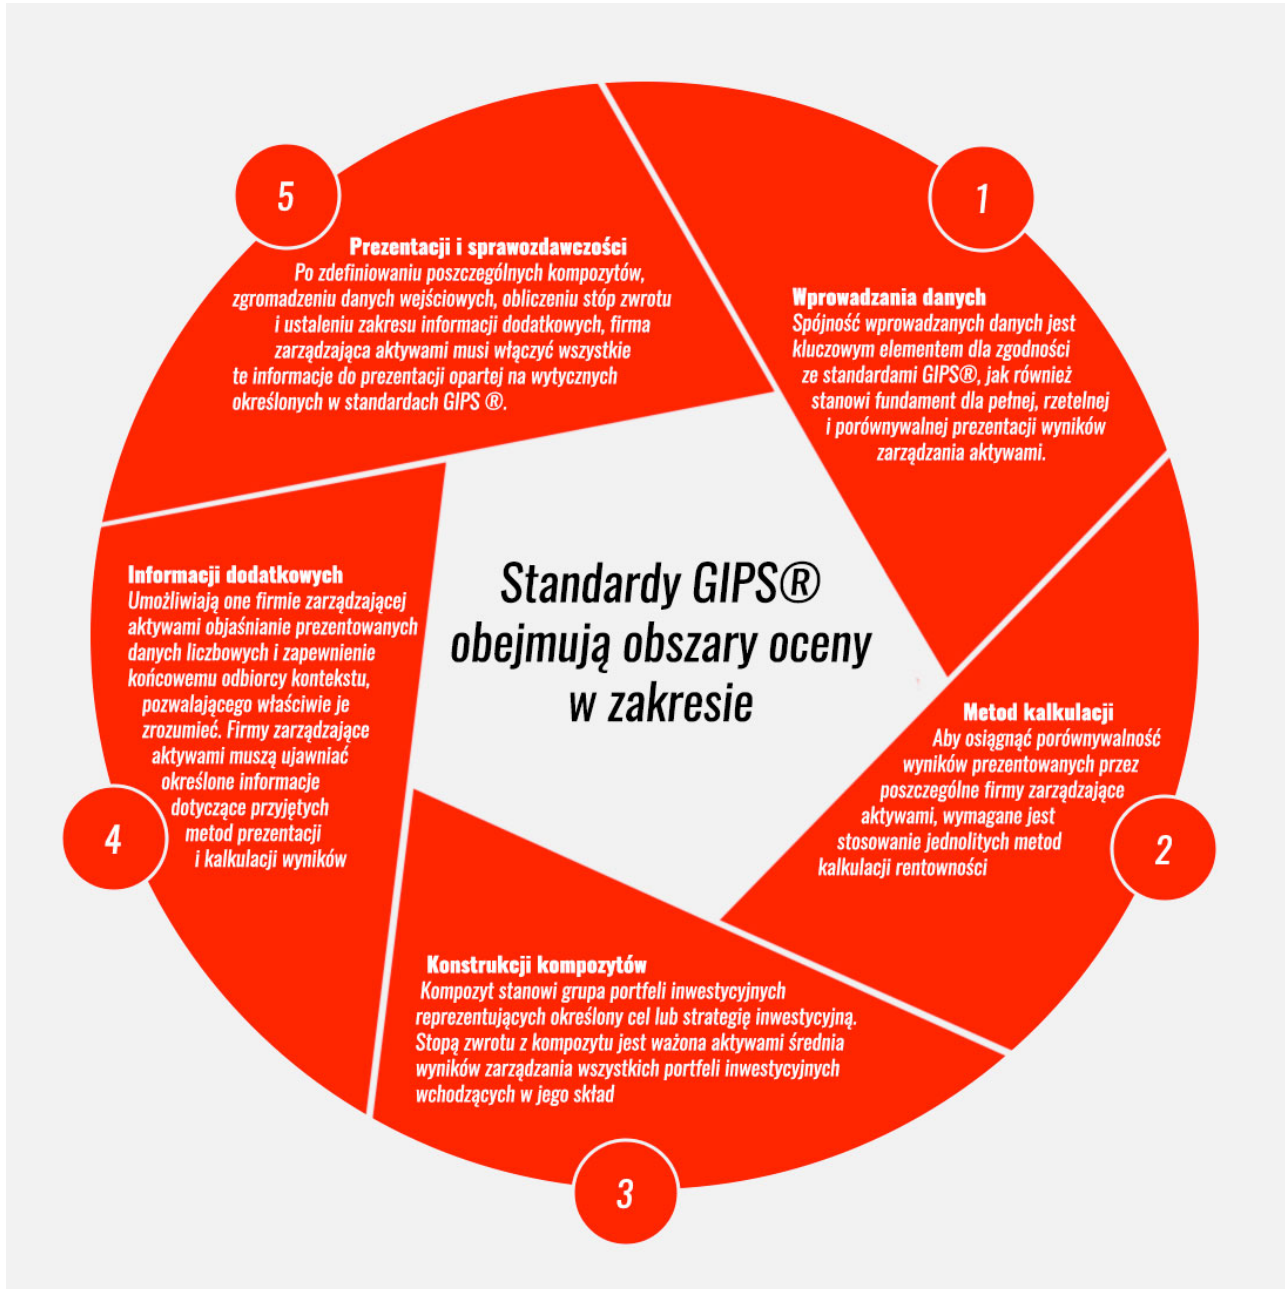 Standardy GIPS®
obejmują obszary oceny
w zakresie
1
Wprowadzania danych
Spójność wprowadzanych danych jest
kluczowym elementem dla zgodności
ze standardami GIPS®, jak również
stanowi fundament dla pełnej, rzetelnej
i porównywalnej prezentacji wyników
zarządzania aktywami.
2
Metod kalkulacji
Aby osiągnąć porównywalność
wyników prezentowanych przez
poszczególne firmy zarządzające
aktywami, wymagane jest
stosowanie jednolitych metod
kalkulacji rentowności
3
Konstrukcji kompozytów
Kompozyt stanowi grupa portfeli inwestycyjnych
reprezentujących określony cel lub strategię inwestycyjną.
Stopą zwrotu z kompozytu jest ważona aktywami średnia
wyników zarządzania wszystkich portfeli inwestycyjnych
wchodzących w jego skład
4
Informacji dodatkowych
Umożliwiają one firmie zarządzającej
aktywami objaśnianie prezentowanych
danych liczbowych i zapewnienie
końcowemu odbiorcy kontekstu,
pozwalającego właściwie je
zrozumieć. Firmy zarządzające
aktywami muszą ujawniać
określone informacje
dotyczące przyjętych
metod prezentacji
i kalkulacji wyników
5
Prezentacji i sprawozdawczości
Po zdefiniowaniu poszczególnych kompozytów,
zgromadzeniu danych wejściowych, obliczeniu stóp zwrotu
i ustaleniu zakresu informacji dodatkowych, firma
zarządzająca aktywami musi włączyć wszystkie
te informacje do prezentacji opartej na wytycznych
określonych w standardach GIPS ®.